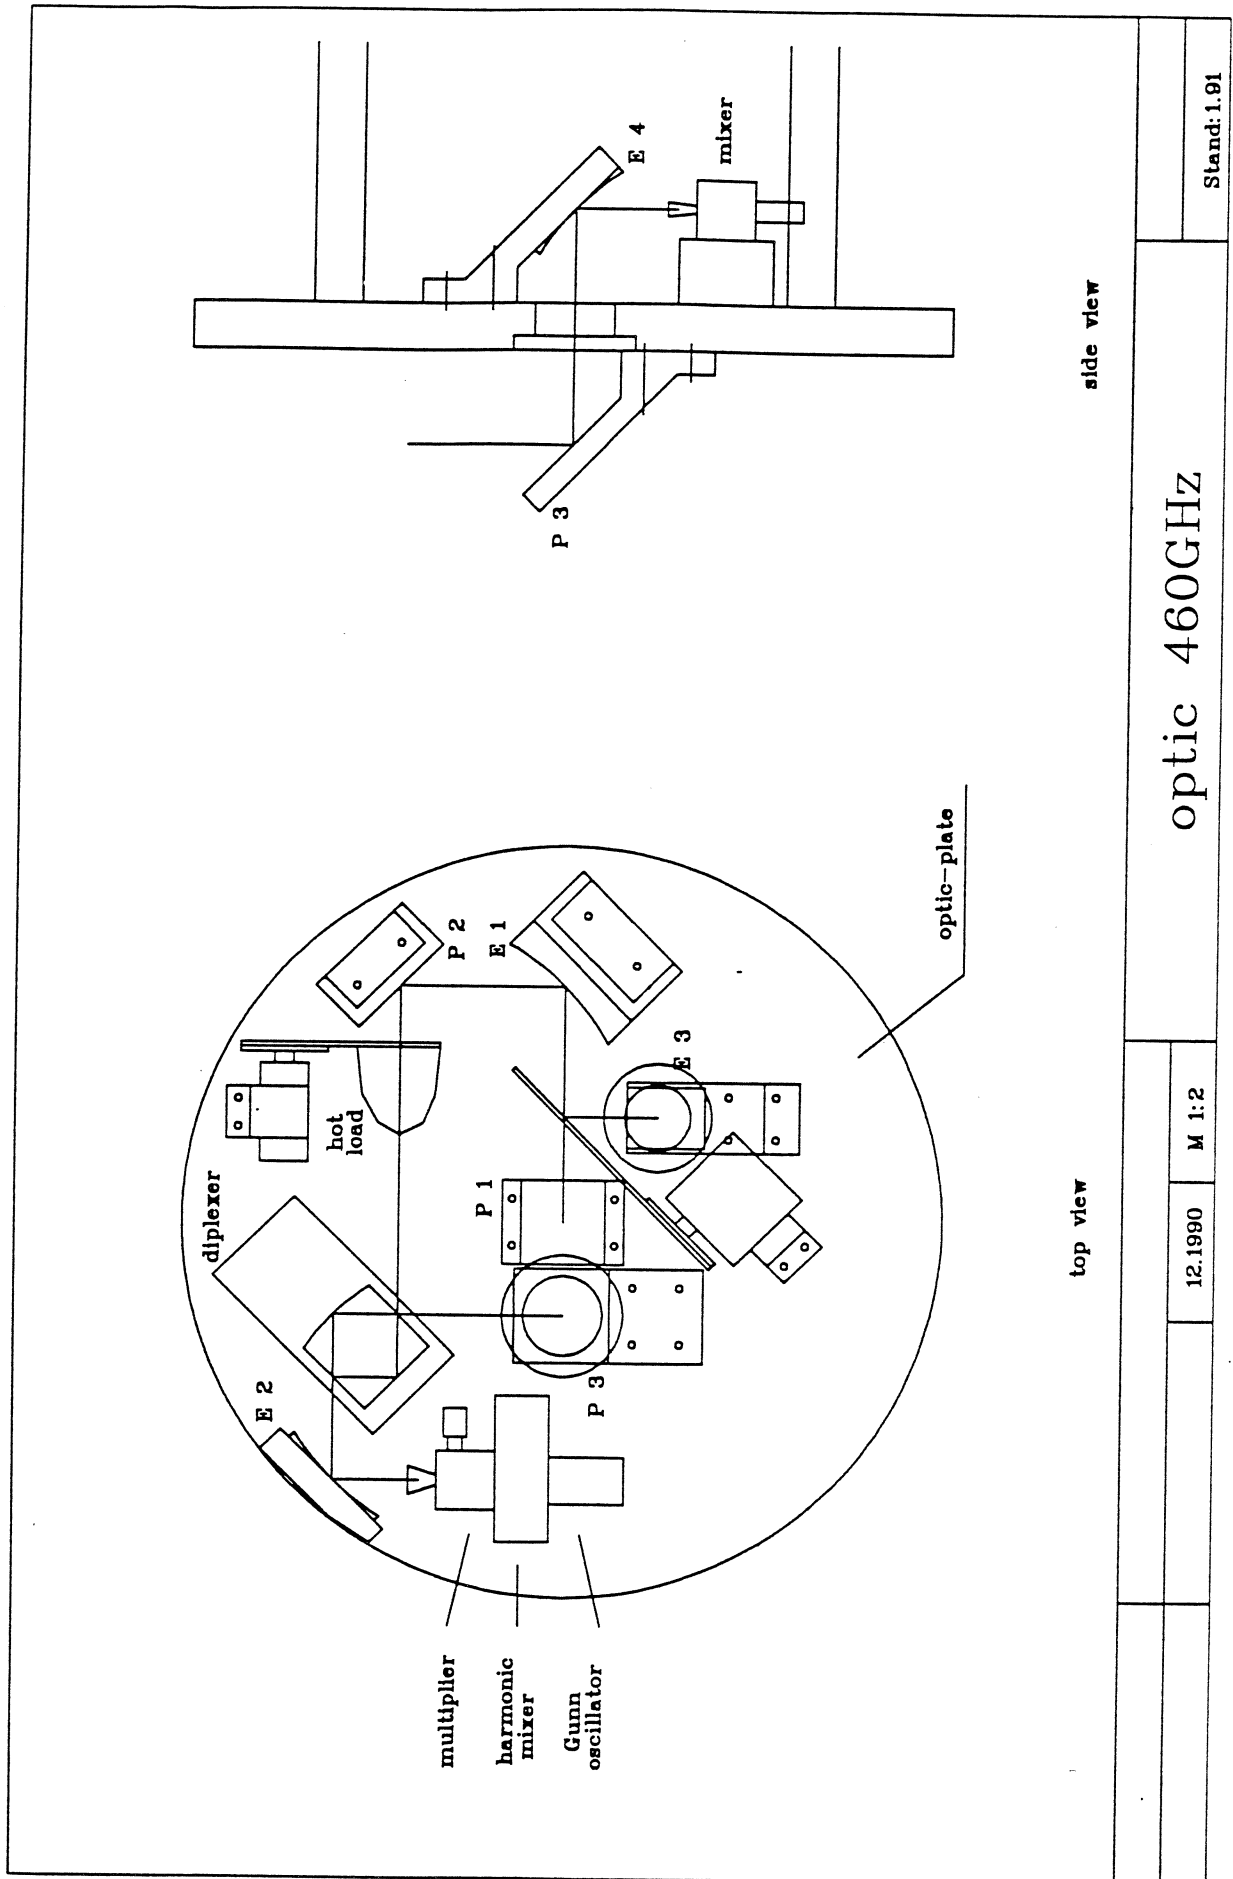 multiplier
harmonic
mixer
Gunn
oscillator
E 2
diplexer
hot
load
P 3
P 1
E 3
P 2
E 1
optic-plate
top view
P 3
E 4
mixer
side view
12.1990
M 1:2
optic 460GHz
Stand:1.91